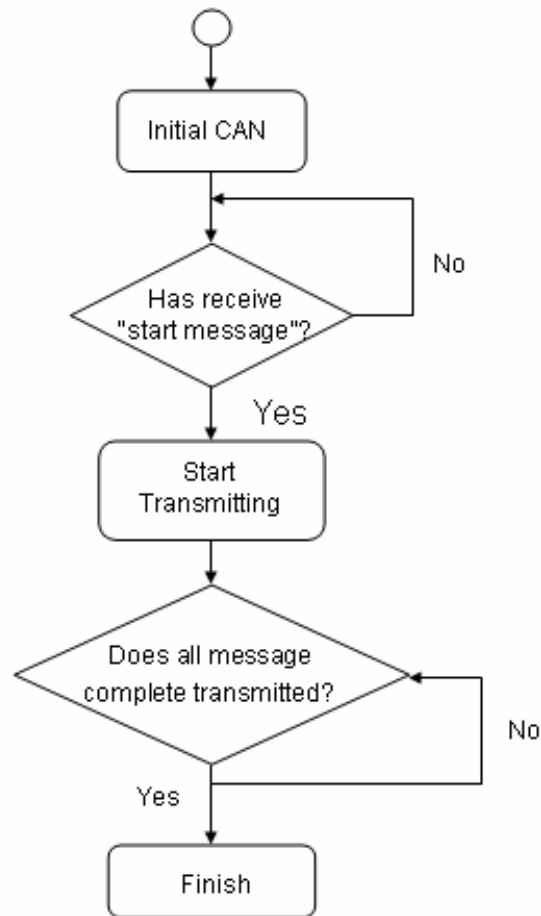 Initial CAN
No
Has receive
"start message"?
Yes
Start
Transmitting
Does all message
complete transmitted?
No
Yes
Finish